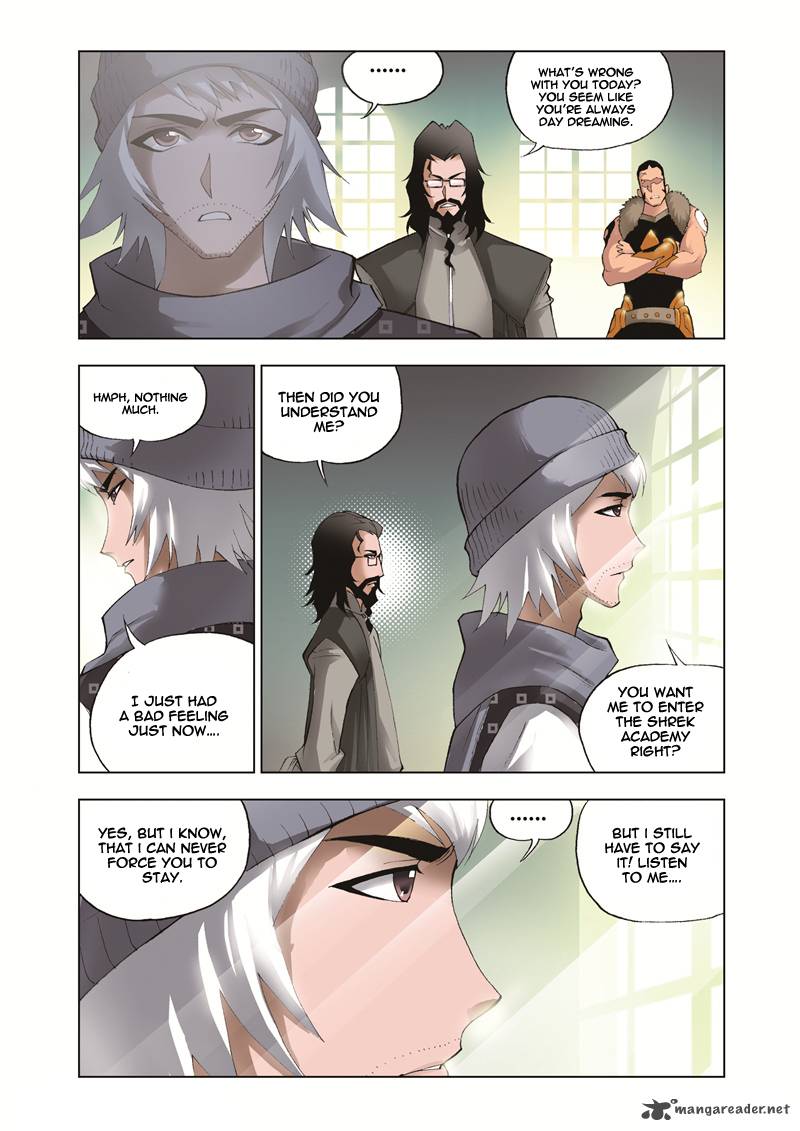 ......
WHAT'S WRONG
WITH YOU TODAY?
YOU SEEM LIKE
YOU'RE ALWAYS
DAY DREAMING.
HMPH, NOTHING
MUCH.
I JUST HAD
A BAD FEELING
JUST NOW....
THEN DID YOU
UNDERSTAND
ME?
YOU WANT
ME TO ENTER
THE SHREK
ACADEMY
RIGHT?
YES, BUT I KNOW,
THAT I CAN NEVER
FORCE YOU TO
STAY.
......
BUT I STILL
HAVE TO SAY
IT! LISTEN
TO ME....
mangareader.net